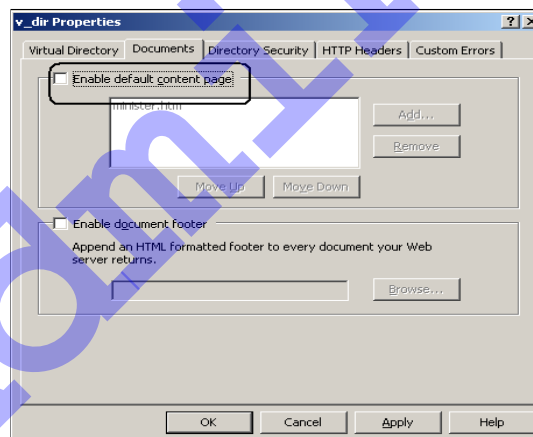 v_dir Properties
Virtual Directory Documents Directory Security HTTP Headers Custom Errors
Enable default content page
minister.htm
Add...
Remove
Move Up Move Down
Enable document footer
Append an HTML formatted footer to every document your Web
server returns.
Browse...
OK Cancel Apply Help